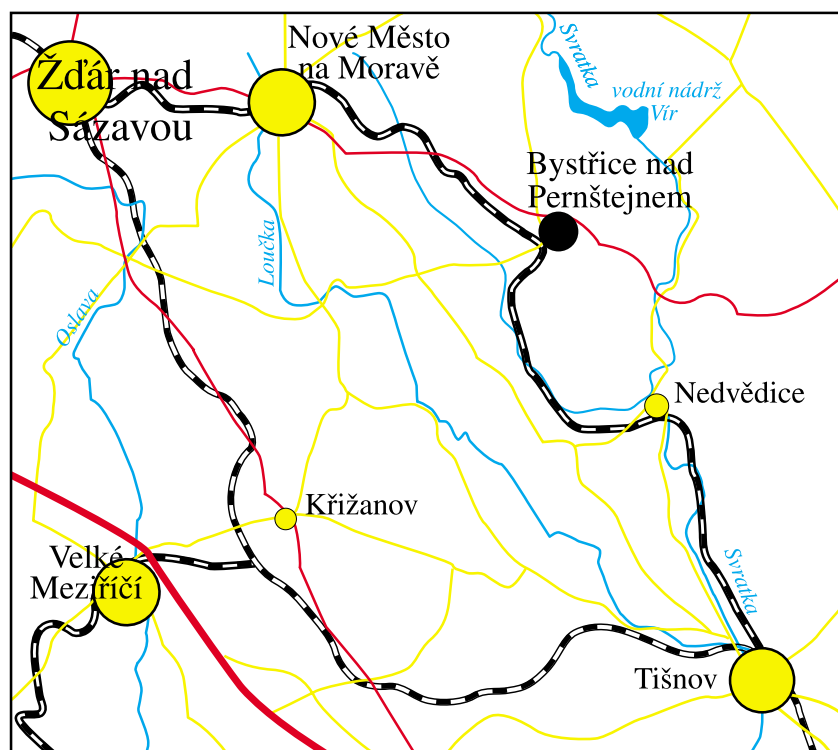 Nové Město
na Moravě
Žďár nad
Sázavou
Svratka
vodní nádrž
Vír
Bystřice nad
Pernštejnem
Loučka
Oslava
Nedvědice
Křižanov
Velké
Meziříčí
Svratka
Tišnov